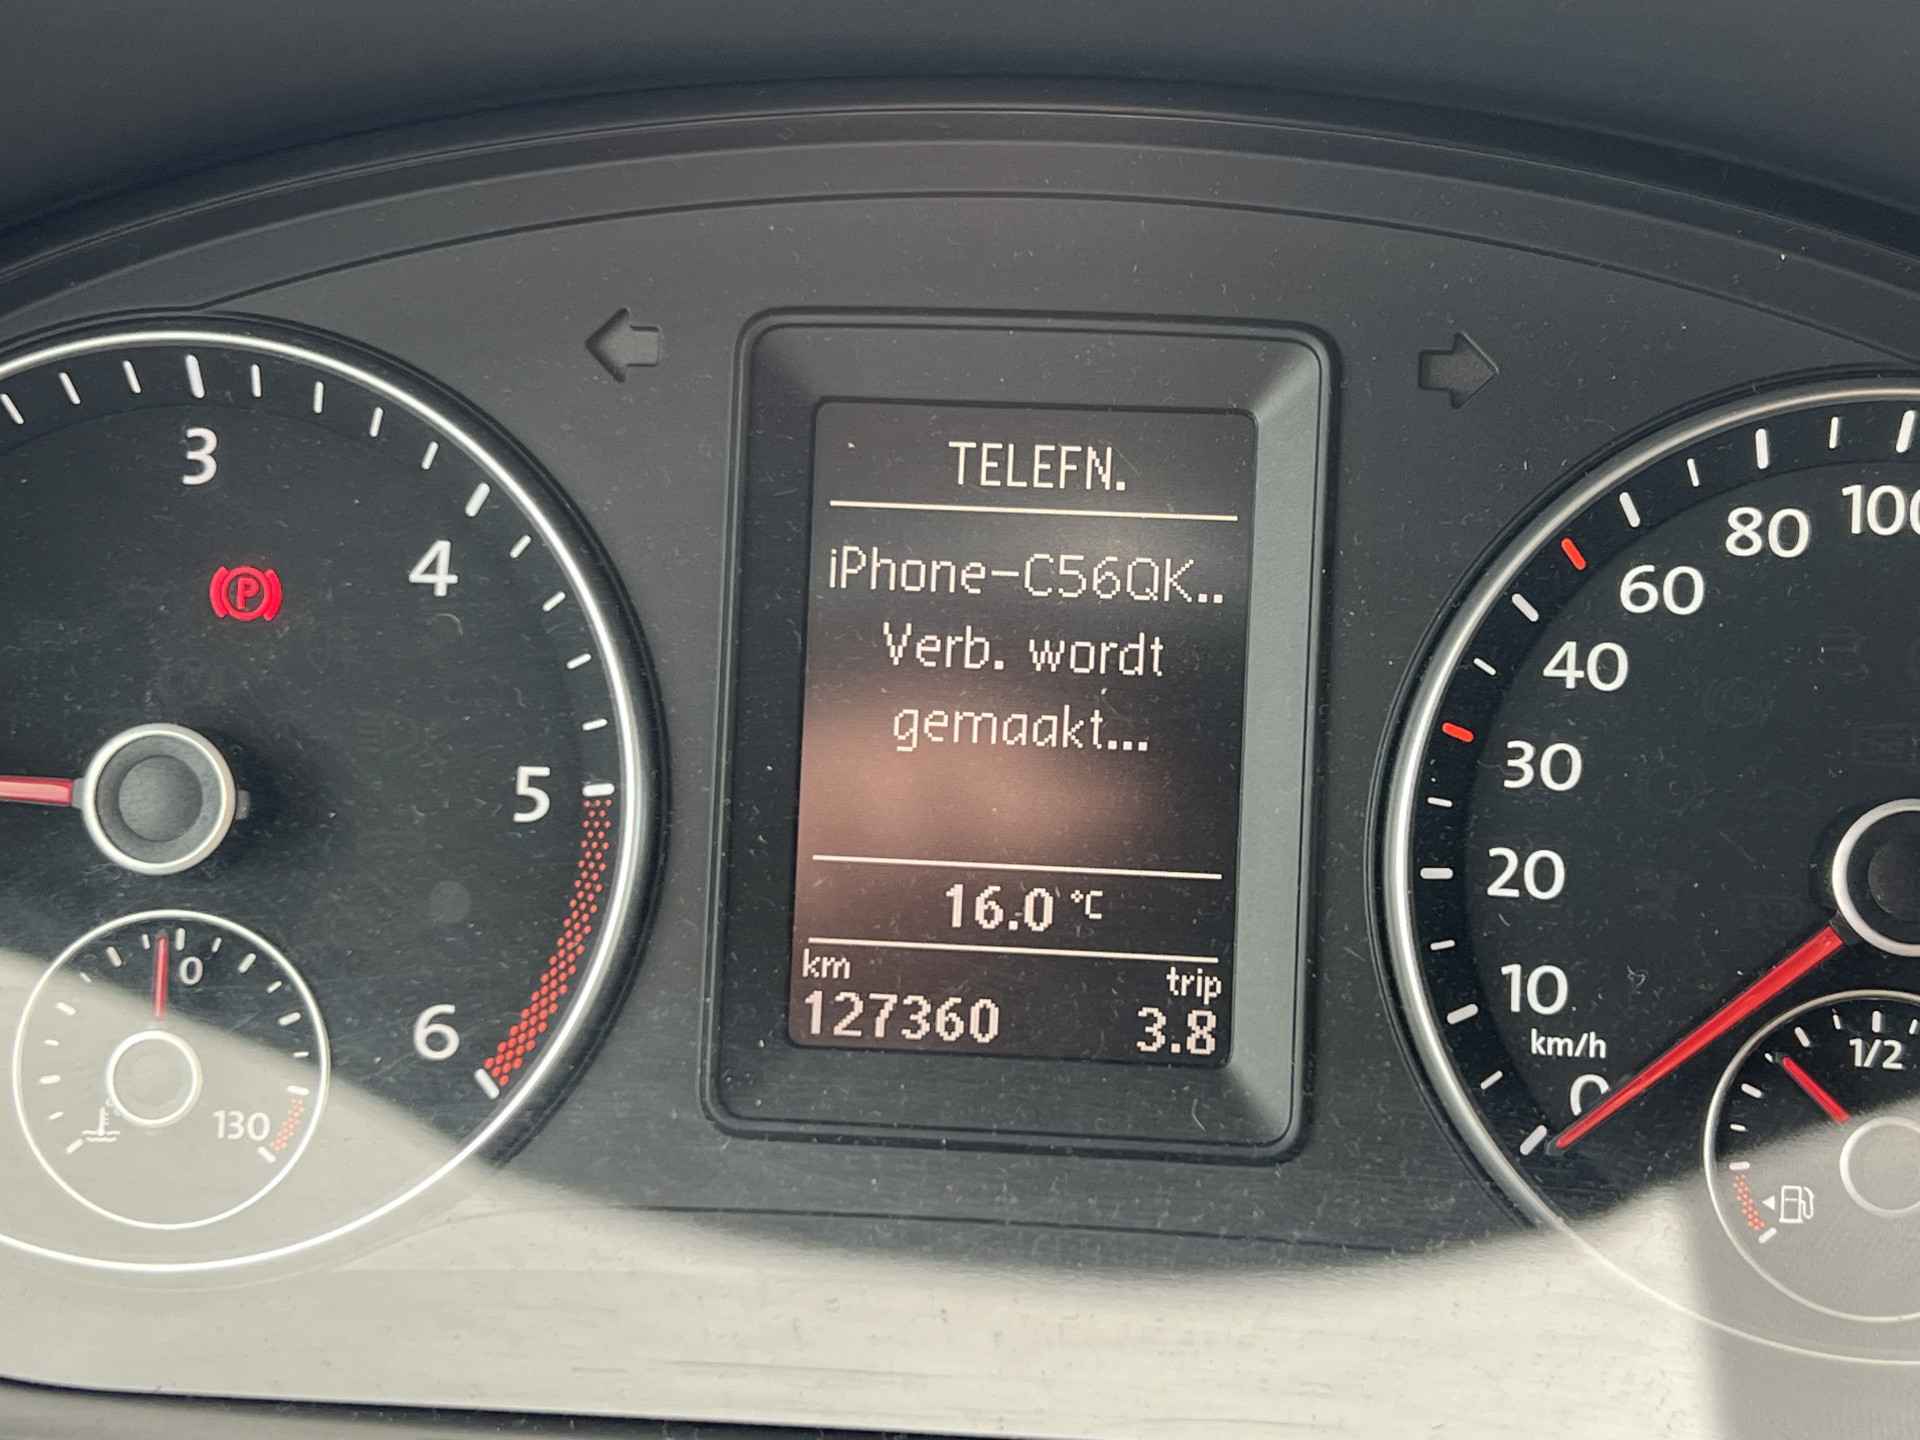 3
4
5
6
P
0
130
TELEFN.
iPhone-C56QK..
Verb. wordt
gemaakt...
16.0 °C
km trip
127360 3.8
100
80
60
40
30
20
10
km/h
0
1/2